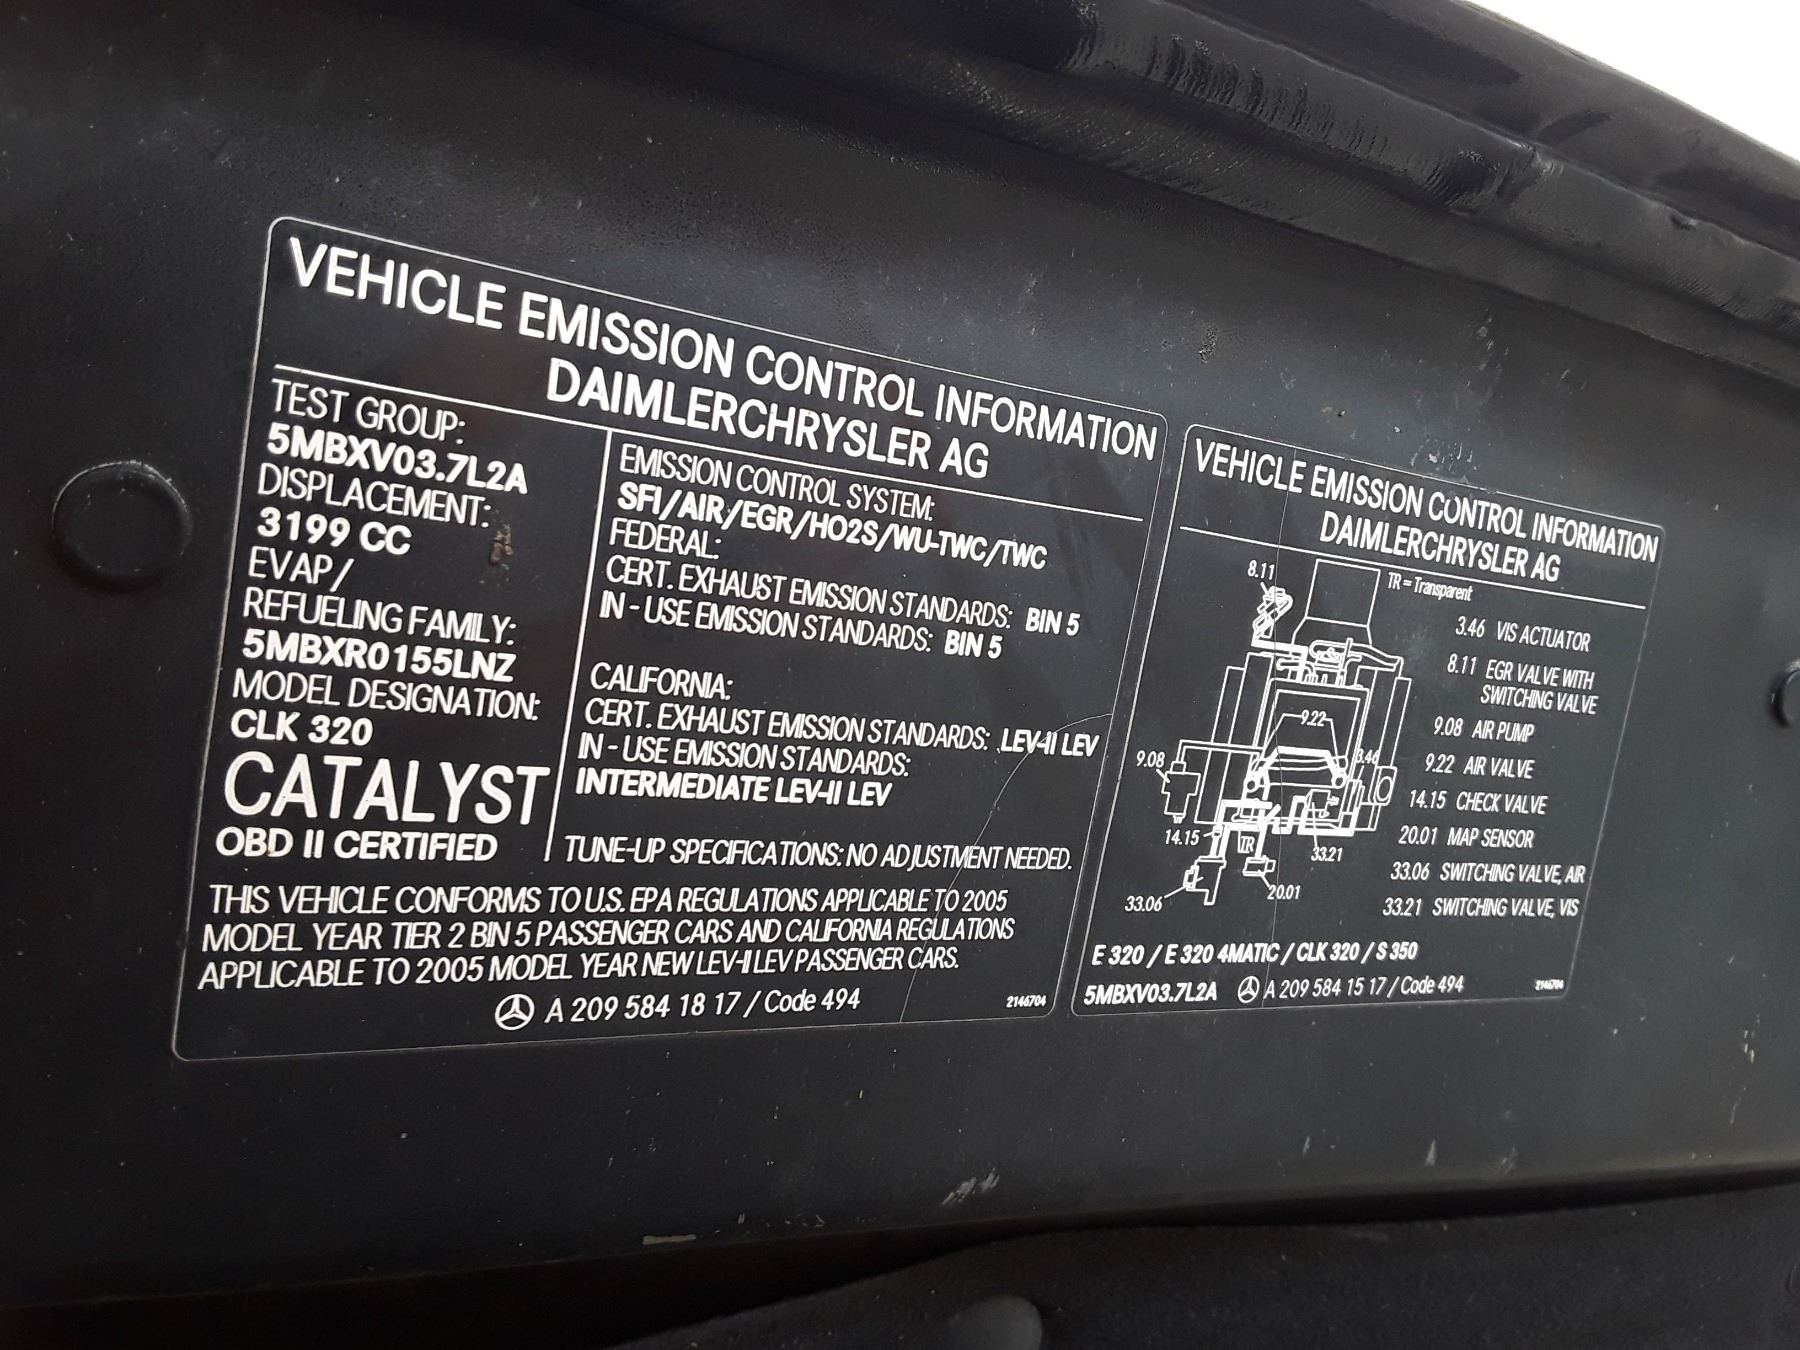 VEHICLE EMISSION CONTROL INFORMATION
DAIMLERCHRYSLER AG
TEST GROUP:
5MBXV03.7L2A
DISPLACEMENT:
3199 CC
EVAP/
REFUELING FAMILY:
5MBXR0155LNZ
MODEL DESIGNATION:
CLK 320
CATALYST
OBD II CERTIFIED
EMISSION CONTROL SYSTEM:
SFI/AIR/EGR/HO2S/WU-TWC/TWC
FEDERAL:
CERT. EXHAUST EMISSION STANDARDS: BIN 5
IN - USE EMISSION STANDARDS: BIN 5
CALIFORNIA:
CERT. EXHAUST EMISSION STANDARDS: LEV-II LEV
IN - USE EMISSION STANDARDS:
INTERMEDIATE LEV-II LEV
TUNE-UP SPECIFICATIONS: NO ADJUSTMENT NEEDED.
THIS VEHICLE CONFORMS TO U.S. EPA REGULATIONS APPLICABLE TO 2005
MODEL YEAR TIER 2 BIN 5 PASSENGER CARS AND CALIFORNIA REGULATIONS
APPLICABLE TO 2005 MODEL YEAR NEW LEV-II LEV PASSENGER CARS.
A 209 584 18 17 / Code 494
2146704
VEHICLE EMISSION CONTROL INFORMATION
DAIMLERCHRYSLER AG
TR = Transparent
8.11
9.22
9.08
3.46
14.15
TR
33.21
33.06
20.01
3.46 VIS ACTUATOR
8.11 EGR VALVE WITH
SWITCHING VALVE
9.08 AIR PUMP
9.22 AIR VALVE
14.15 CHECK VALVE
20.01 MAP SENSOR
33.06 SWITCHING VALVE, AIR
33.21 SWITCHING VALVE, VIS
E 320 / E 320 4MATIC / CLK 320 / S 350
5MBXV03.7L2A A 209 584 15 17 / Code 494
2146704